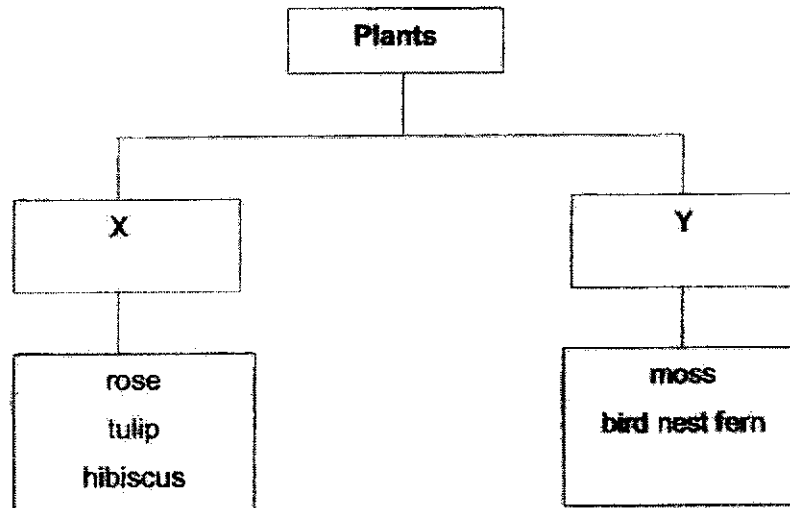 Plants
X
Y
rose
tulip
hibiscus
moss
bird nest fern